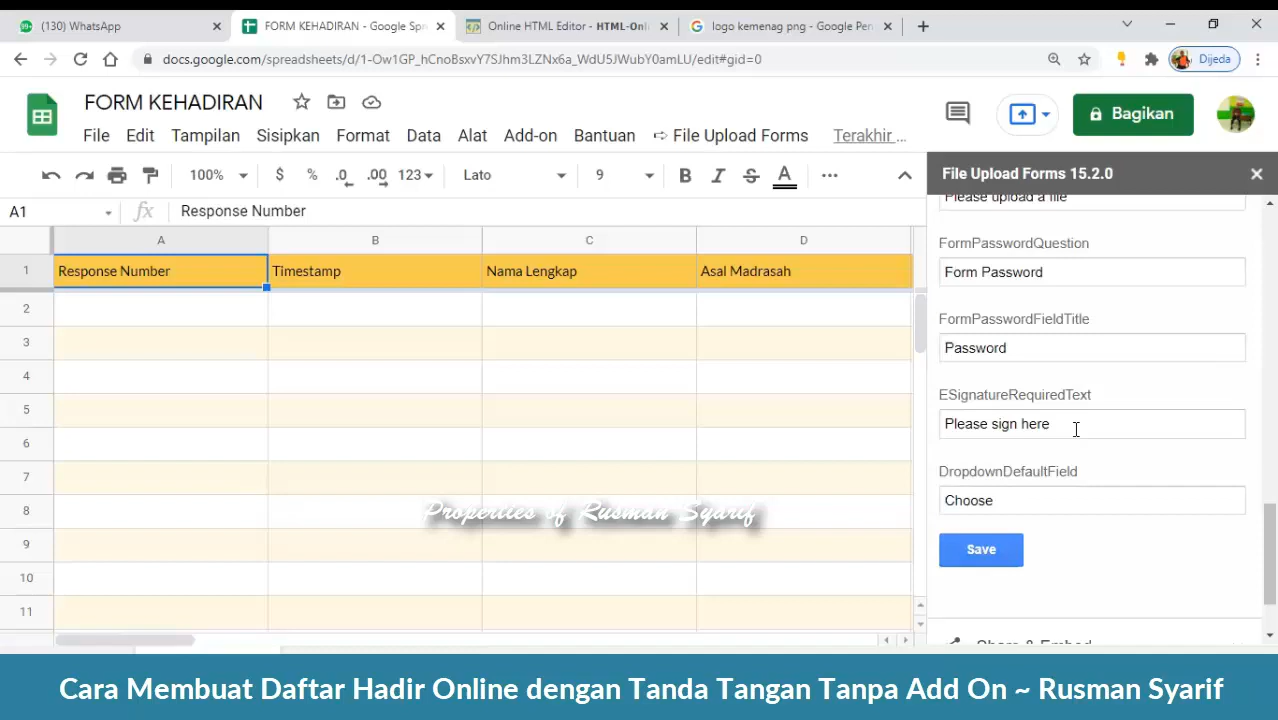 (130) WhatsApp
FORM KEHADIRAN - Google Spr
Online HTML Editor - HTML-Onl
logo kemenag png - Google Pen
docs.google.com/spreadsheets/d/1-Ow1GP_hCnoBsxvY7SJhm3LZNx6a_WdU5JWubY0amLU/edit#gid=0
Dijeda
FORM KEHADIRAN
Bagikan
File Edit Tampilan Sisipkan Format Data Alat Add-on Bantuan ⇨ File Upload Forms Terakhir ...
100% $ % .0 .00 123 Lato 9 B I S A ...
File Upload Forms 15.2.0
A1 fx Response Number
Please upload a file
A B C D
1 Response Number Timestamp Nama Lengkap Asal Madrasah
2
3
4
5
6
7
8
9
10
11
FormPasswordQuestion
Form Password
FormPasswordFieldTitle
Password
ESignatureRequiredText
Please sign here
DropdownDefaultField
Choose
Save
Share & Embed
Properties of Rusman Syarif
Cara Membuat Daftar Hadir Online dengan Tanda Tangan Tanpa Add On ~ Rusman Syarif